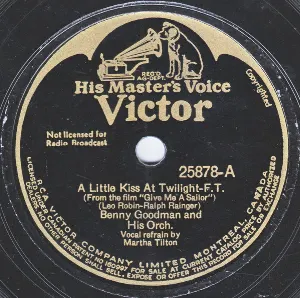 REG'D.
His Master's Voice
Victor
Not licensed for
Radio Broadcast
Copyrighted
25878-A
A Little Kiss At Twilight-F.T.
(From the film "Give Me A Sailor")
(Leo Robin-Ralph Rainger)
Benny Goodman and
His Orch.
Vocal refrain by
Martha Tilton
R.C.A. VICTOR COMPANY LIMITED MONTREAL, CANADA